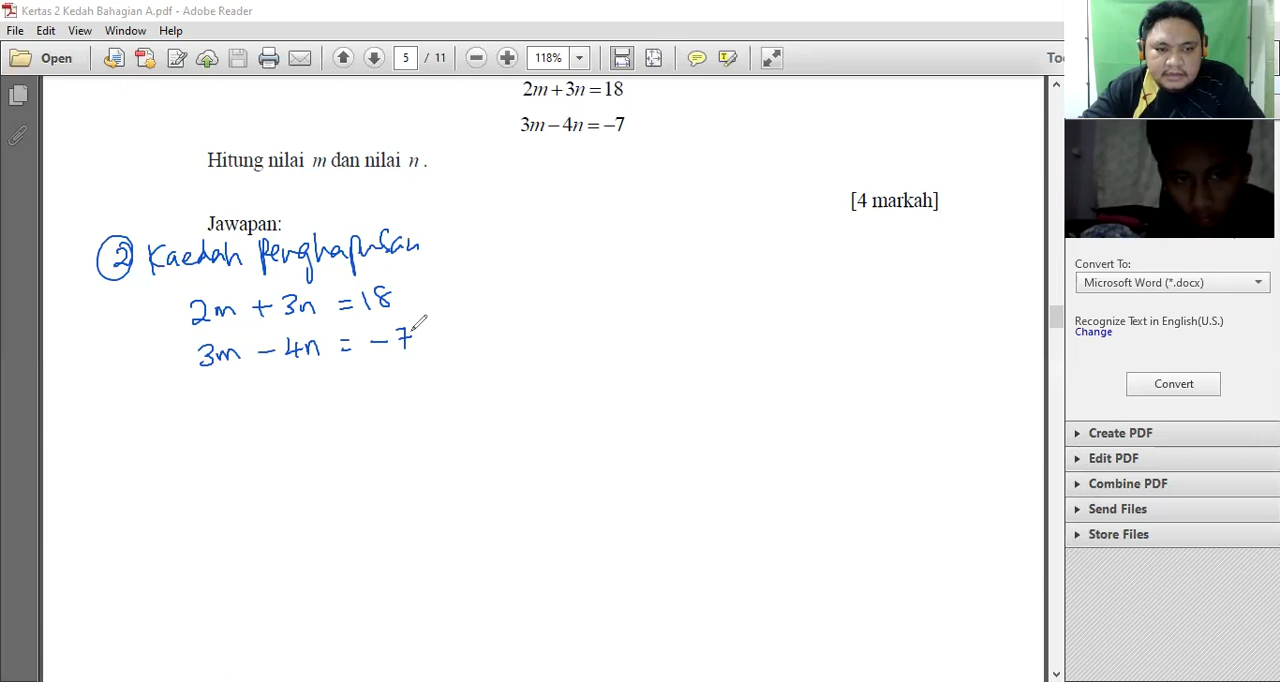 Kertas 2 Kedah Bahagian A.pdf - Adobe Reader
File Edit View Window Help
Open 5 / 11 118% Too
2m + 3n = 18
3m − 4n = −7
Hitung nilai m dan nilai n.
[4 markah]
Jawapan:
2 Kaedah Penghapusan
2m + 3n = 18
3m − 4n = −7
Convert To:
Microsoft Word (*.docx)
Recognize Text in English(U.S.)
Change
Convert
Create PDF
Edit PDF
Combine PDF
Send Files
Store Files